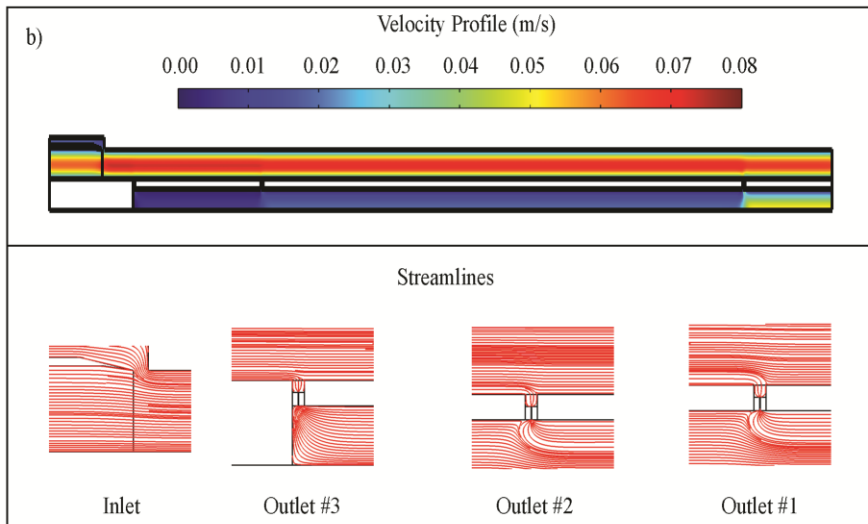 b)
Velocity Profile (m/s)
0.00 0.01 0.02 0.03 0.04 0.05 0.06 0.07 0.08
Streamlines
Inlet Outlet #3 Outlet #2 Outlet #1